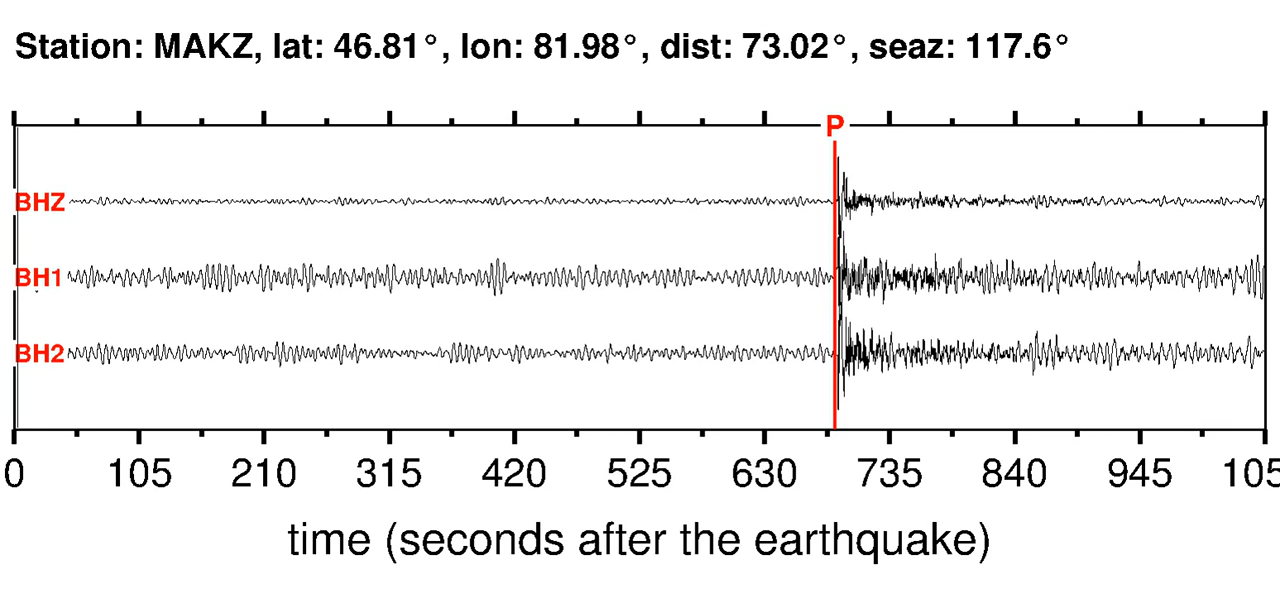 Station: MAKZ, lat: 46.81°, lon: 81.98°, dist: 73.02°, seaz: 117.6°
P
BHZ
BH1
BH2
0 105 210 315 420 525 630 735 840 945 105
time (seconds after the earthquake)